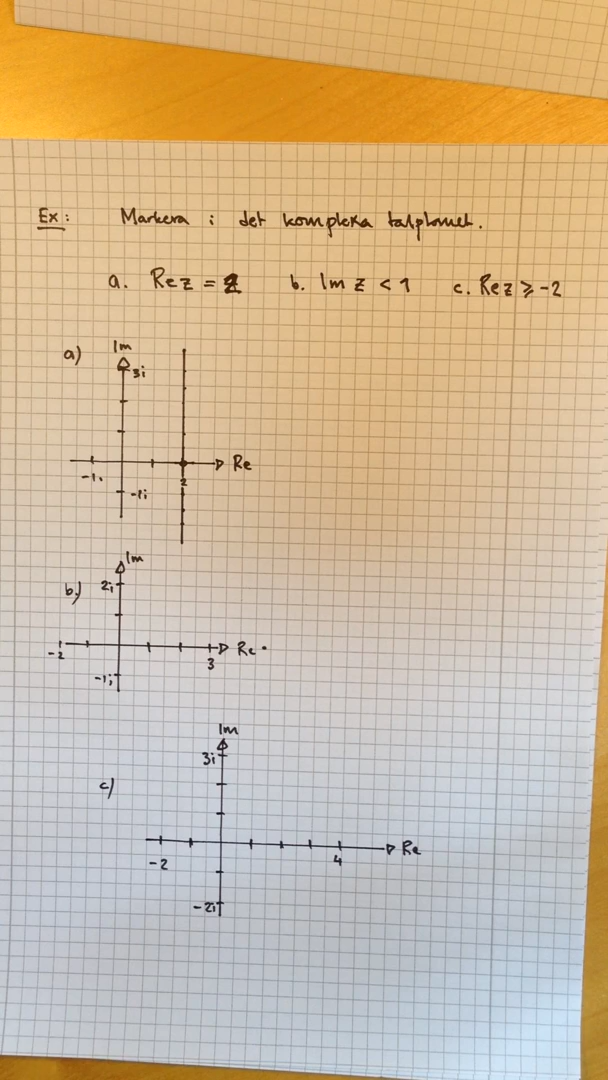 Ex: Markera i det komplexa talplanet.
a. Re z = 2 b. Im z < 1 c. Re z ⩾ -2
a) Im
3i
Re
-1 2
-1i
Im
b.) 2i
Re
-2 3
-1i
Im
3i
c)
Re
-2 4
-2i